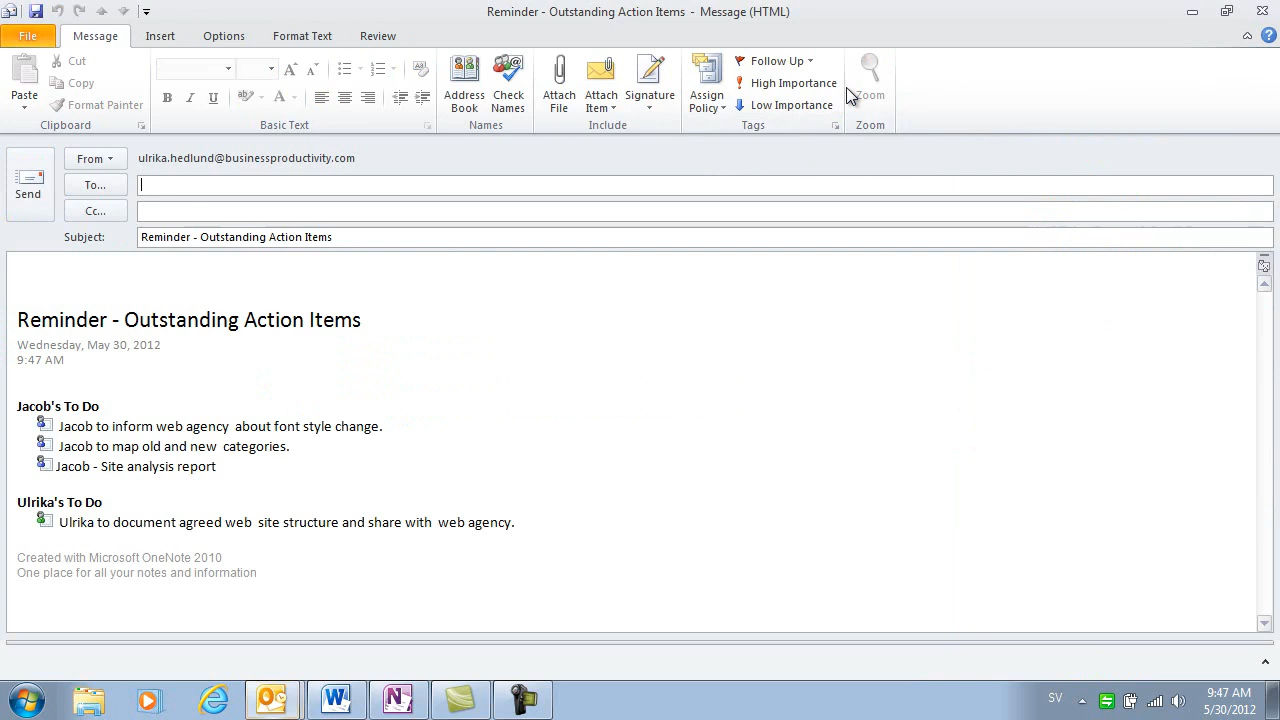 Reminder - Outstanding Action Items - Message (HTML)
File Message Insert Options Format Text Review
Paste
Cut
Copy
Format Painter
Clipboard
B I U
Basic Text
Address Book
Check Names
Names
Attach File
Attach Item
Signature
Include
Assign Policy
Follow Up
High Importance
Low Importance
Tags
Zoom
Zoom
Send
From ulrika.hedlund@businessproductivity.com
To...
Cc...
Subject: Reminder - Outstanding Action Items
Reminder - Outstanding Action Items
Wednesday, May 30, 2012
9:47 AM
Jacob's To Do
Jacob to inform web agency about font style change.
Jacob to map old and new categories.
Jacob - Site analysis report
Ulrika's To Do
Ulrika to document agreed web site structure and share with web agency.
Created with Microsoft OneNote 2010
One place for all your notes and information
SV
9:47 AM
5/30/2012